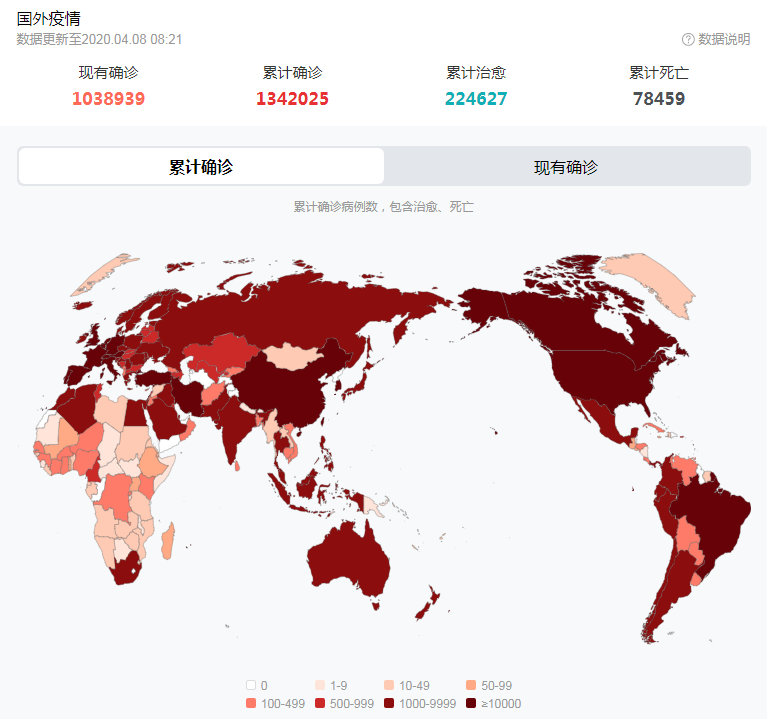 国外疫情
数据更新至2020.04.08 08:21
? 数据说明
现有确诊 累计确诊 累计治愈 累计死亡
1038939 1342025 224627 78459
累计确诊 现有确诊
累计确诊病例数，包含治愈、死亡
0 1-9 10-49 50-99
100-499 500-999 1000-9999 ≥10000